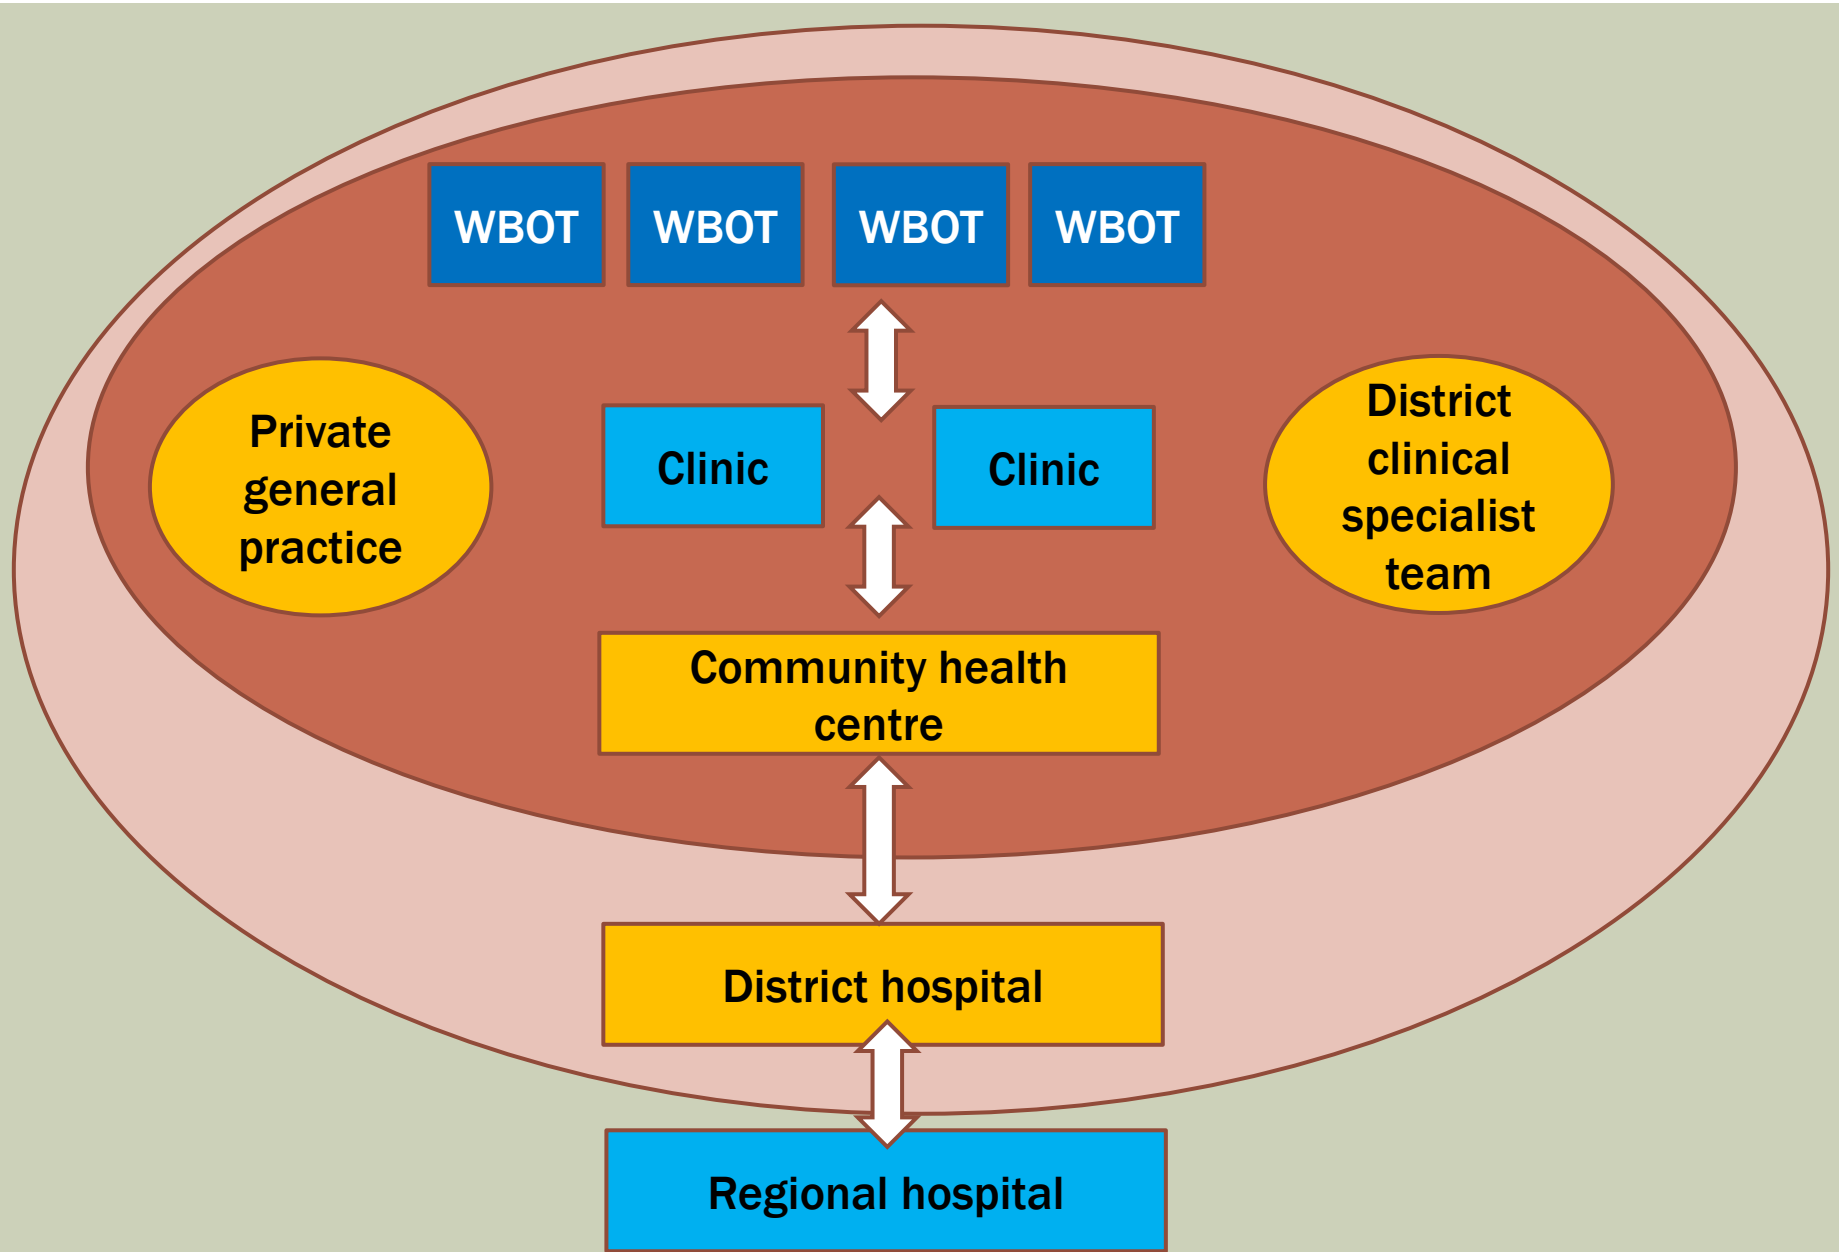 WBOT WBOT WBOT WBOT
Private
general
practice
Clinic
Clinic
District
clinical
specialist
team
Community health
centre
District hospital
Regional hospital